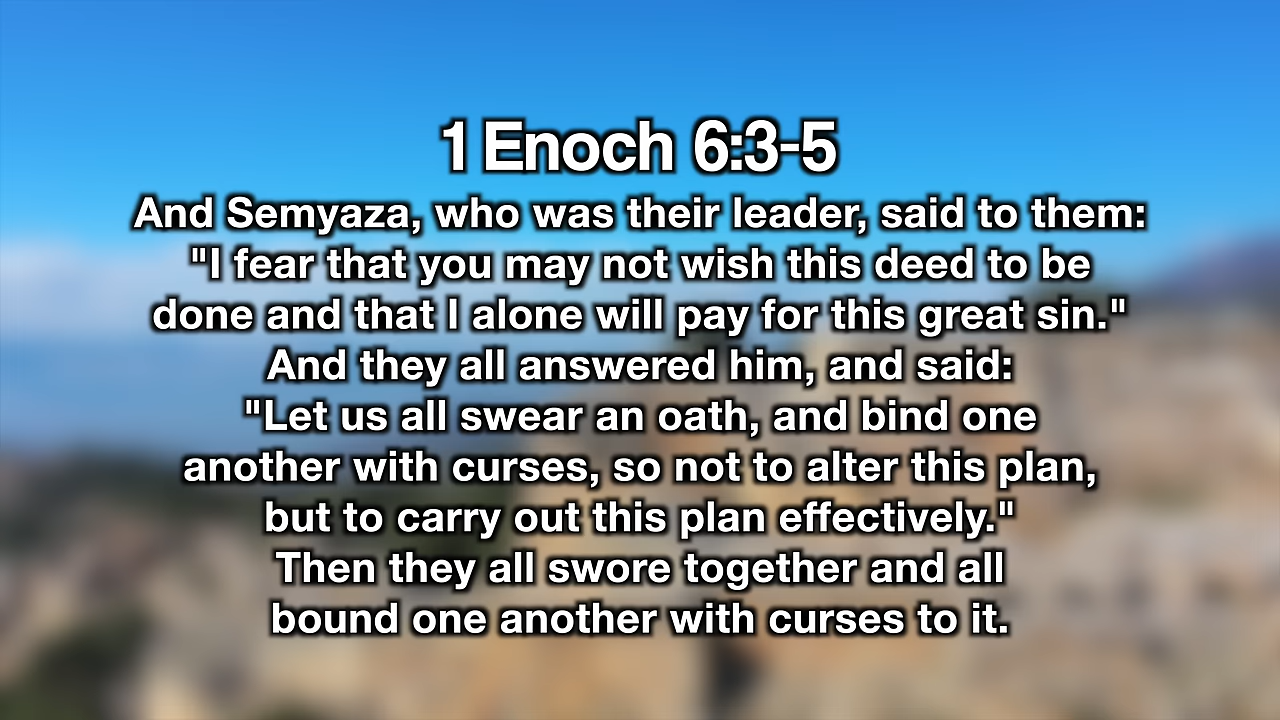 1 Enoch 6:3-5
And Semyaza, who was their leader, said to them:
"I fear that you may not wish this deed to be
done and that I alone will pay for this great sin."
And they all answered him, and said:
"Let us all swear an oath, and bind one
another with curses, so not to alter this plan,
but to carry out this plan effectively."
Then they all swore together and all
bound one another with curses to it.